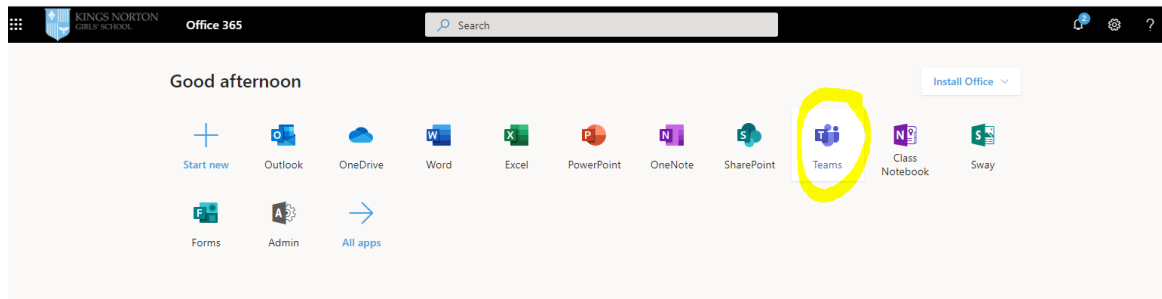 KINGS NORTON
GIRLS' SCHOOL
Office 365
Search
2
?
Good afternoon
Install Office
Start new
Outlook
OneDrive
Word
Excel
PowerPoint
OneNote
SharePoint
Teams
Class
Notebook
Sway
Forms
Admin
All apps